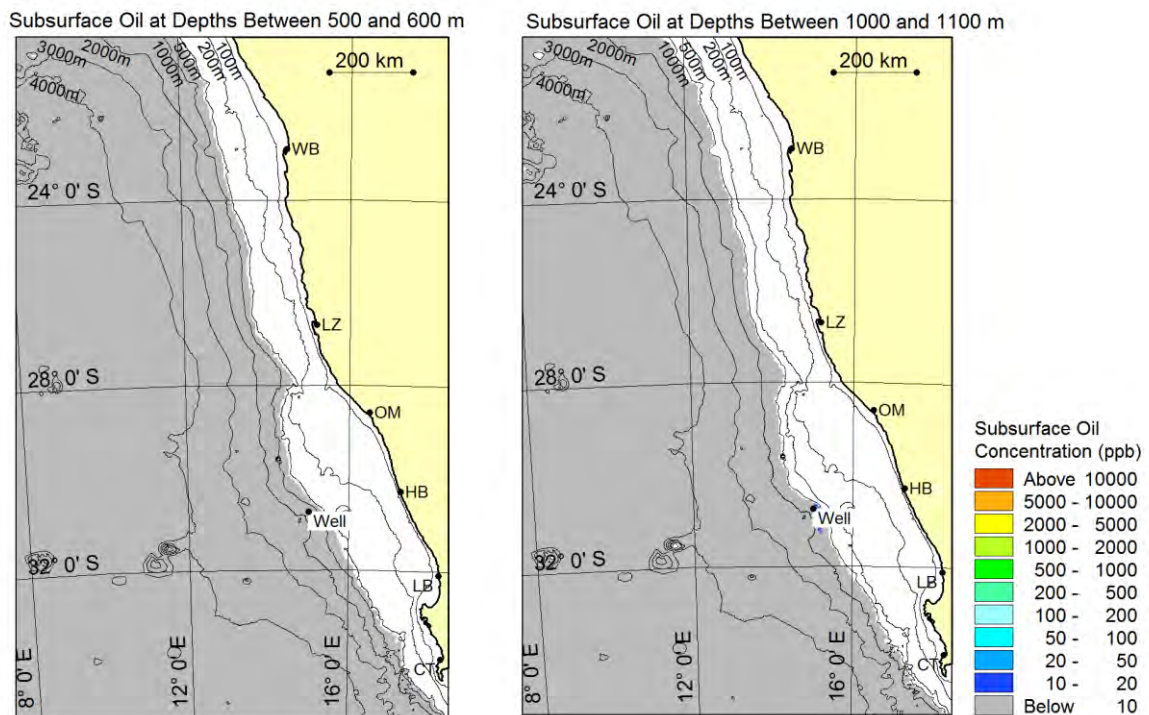 Subsurface Oil at Depths Between 500 and 600 m
3000m
2000m
1000m
500m
200m
100m
4000m
200 km
WB
24° 0' S
LZ
28° 0' S
OM
HB
Well
32° 0' S
LB
CT
8° 0' E
12° 0' E
16° 0' E
Subsurface Oil at Depths Between 1000 and 1100 m
3000m
2000m
1000m
500m
200m
100m
4000m
200 km
WB
24° 0' S
LZ
28° 0' S
OM
HB
Well
32° 0' S
LB
CT
8° 0' E
12° 0' E
16° 0' E
Subsurface Oil
Concentration (ppb)
Above 10000
5000 - 10000
2000 - 5000
1000 - 2000
500 - 1000
200 - 500
100 - 200
50 - 100
20 - 50
10 - 20
Below 10